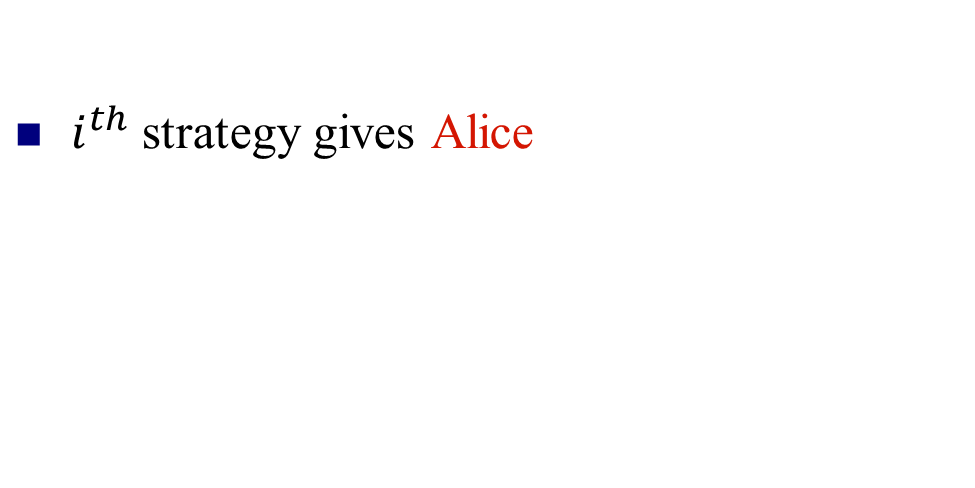 ■ i^th strategy gives Alice